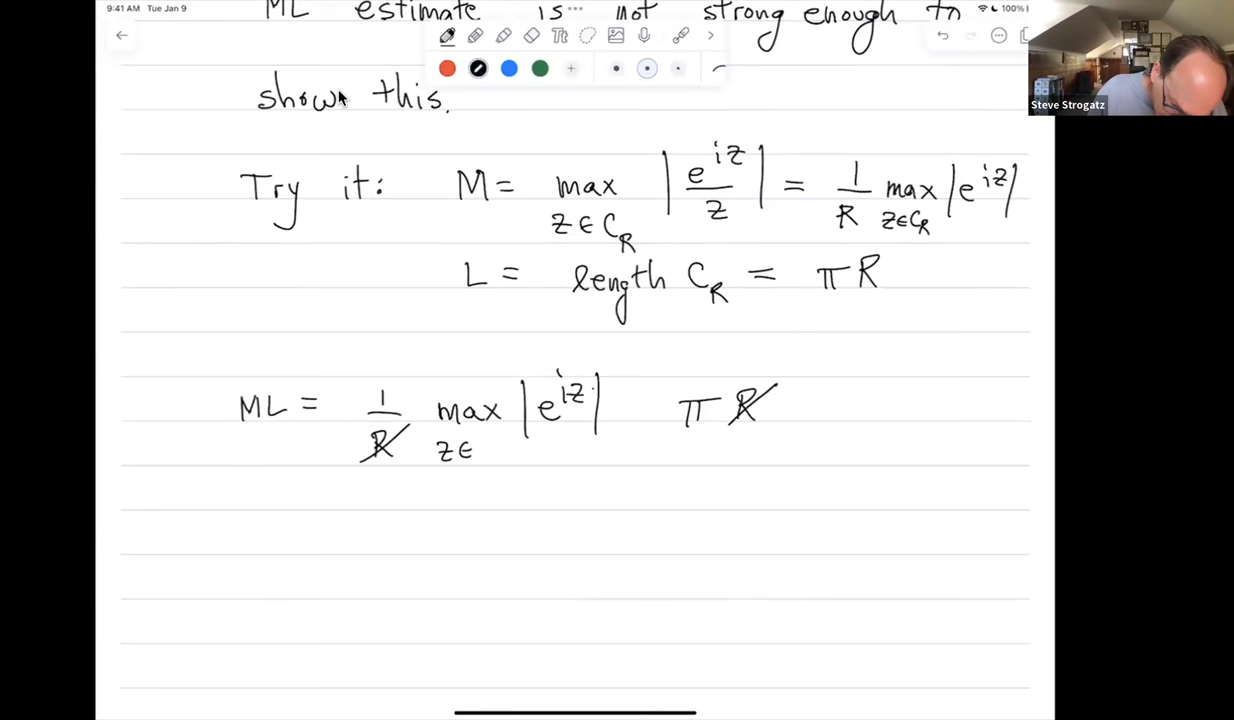 9:41 AM Tue Jan 9
100%
ML estimate is not strong enough to
show this.
Steve Strogatz
Try it: M = max z∈C_R |e^{iz}/z| = 1/R max z∈C_R |e^{iz}|
L = length C_R = πR
ML = 1/R max z∈ |e^{iz}| πR